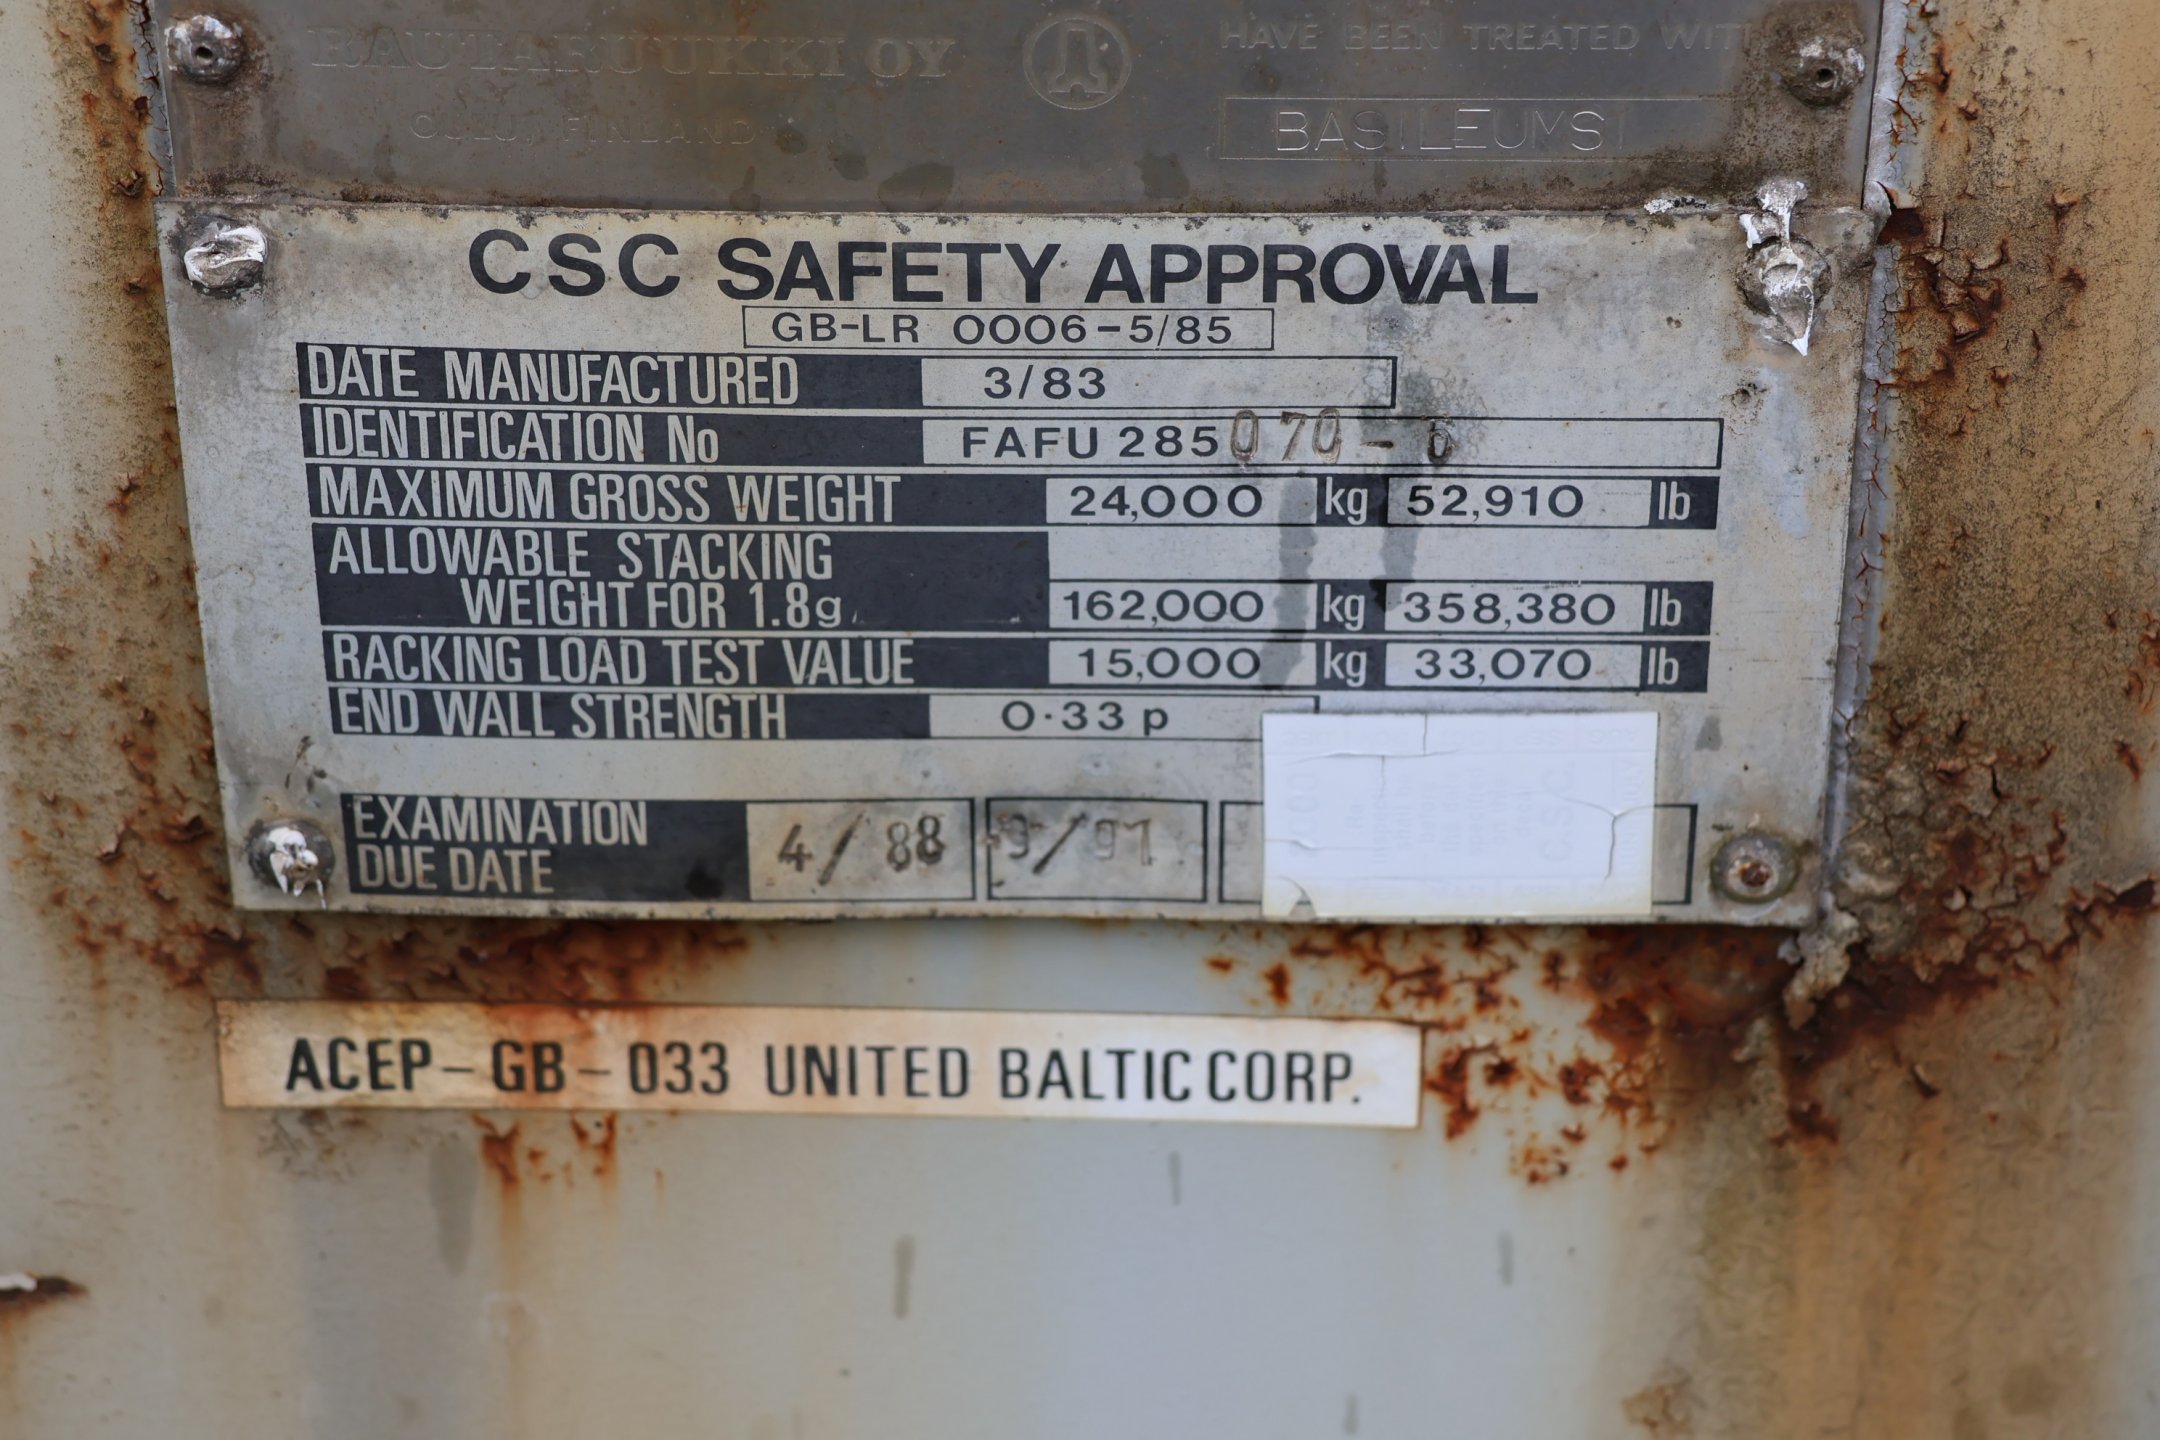 RAUTARUUKKI OY
OULU, FINLAND
HAVE BEEN TREATED WITH
BASILEUMSI
CSC SAFETY APPROVAL
GB-LR 0006-5/85
DATE MANUFACTURED 3/83
IDENTIFICATION No FAFU 285070-6
MAXIMUM GROSS WEIGHT 24,000 kg 52,910 lb
ALLOWABLE STACKING
WEIGHT FOR 1.8g 162,000 kg 358,380 lb
RACKING LOAD TEST VALUE 15,000 kg 33,070 lb
END WALL STRENGTH 0·33 p
EXAMINATION
DUE DATE 4/88 9/91
ACEP-GB-033 UNITED BALTIC CORP.